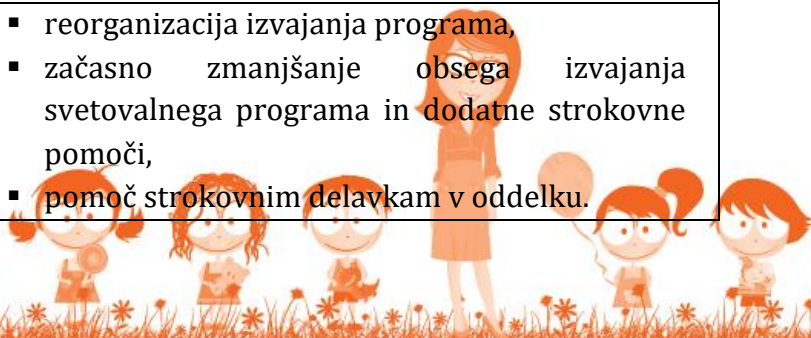 ▪ reorganizacija izvajanja programa,
▪ začasno zmanjšanje obsega izvajanja
svetovalnega programa in dodatne strokovne
pomoči,
▪ pomoč strokovnim delavkam v oddelku.